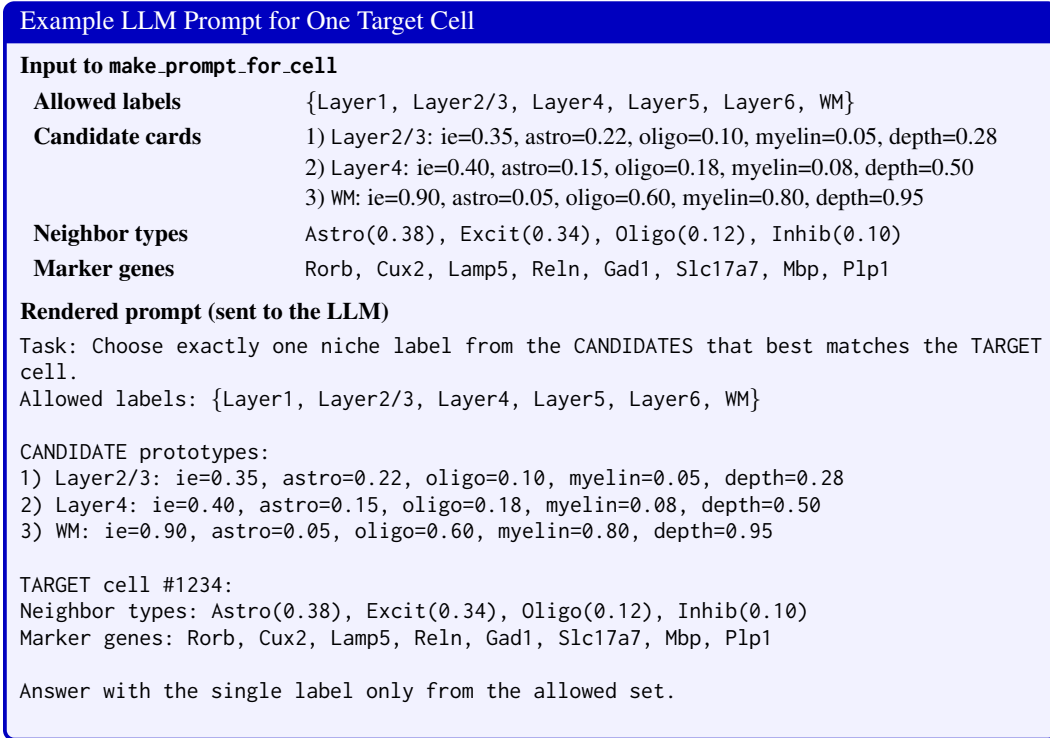 Example LLM Prompt for One Target Cell
Input to make_prompt_for_cell
Allowed labels {Layer1, Layer2/3, Layer4, Layer5, Layer6, WM}
Candidate cards 1) Layer2/3: ie=0.35, astro=0.22, oligo=0.10, myelin=0.05, depth=0.28
2) Layer4: ie=0.40, astro=0.15, oligo=0.18, myelin=0.08, depth=0.50
3) WM: ie=0.90, astro=0.05, oligo=0.60, myelin=0.80, depth=0.95
Neighbor types Astro(0.38), Excit(0.34), Oligo(0.12), Inhib(0.10)
Marker genes Rorb, Cux2, Lamp5, Reln, Gad1, Slc17a7, Mbp, Plp1
Rendered prompt (sent to the LLM)
Task: Choose exactly one niche label from the CANDIDATES that best matches the TARGET
cell.
Allowed labels: {Layer1, Layer2/3, Layer4, Layer5, Layer6, WM}
CANDIDATE prototypes:
1) Layer2/3: ie=0.35, astro=0.22, oligo=0.10, myelin=0.05, depth=0.28
2) Layer4: ie=0.40, astro=0.15, oligo=0.18, myelin=0.08, depth=0.50
3) WM: ie=0.90, astro=0.05, oligo=0.60, myelin=0.80, depth=0.95
TARGET cell #1234:
Neighbor types: Astro(0.38), Excit(0.34), Oligo(0.12), Inhib(0.10)
Marker genes: Rorb, Cux2, Lamp5, Reln, Gad1, Slc17a7, Mbp, Plp1
Answer with the single label only from the allowed set.